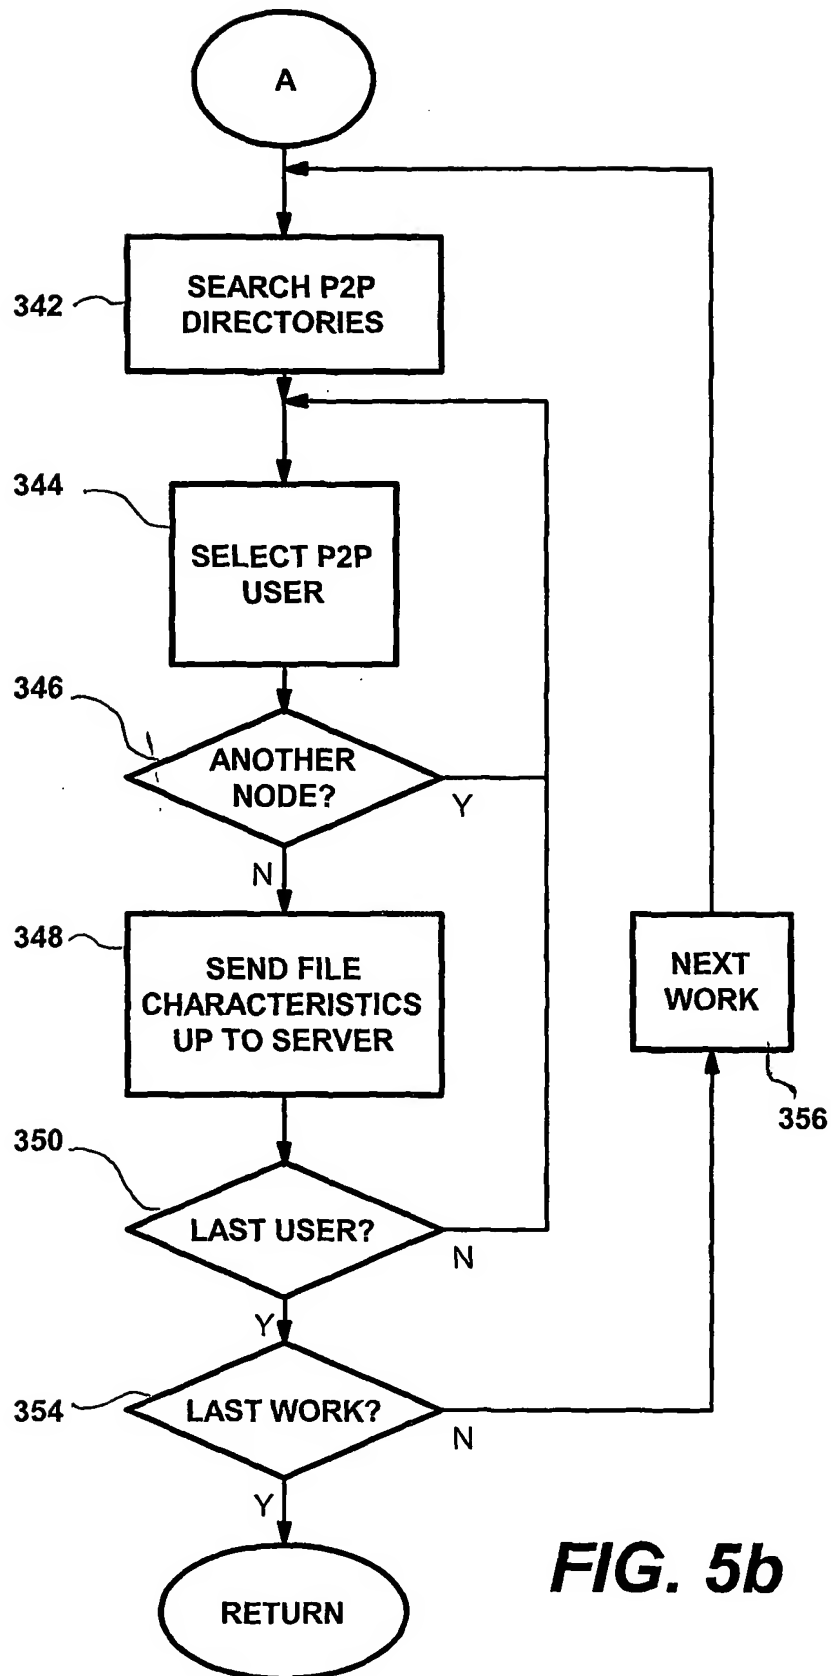 A
342
SEARCH P2P
DIRECTORIES
344
SELECT P2P
USER
346
ANOTHER
NODE?
Y
N
348
SEND FILE
CHARACTERISTICS
UP TO SERVER
NEXT
WORK
356
350
LAST USER?
N
Y
354
LAST WORK?
N
Y
RETURN
FIG. 5b